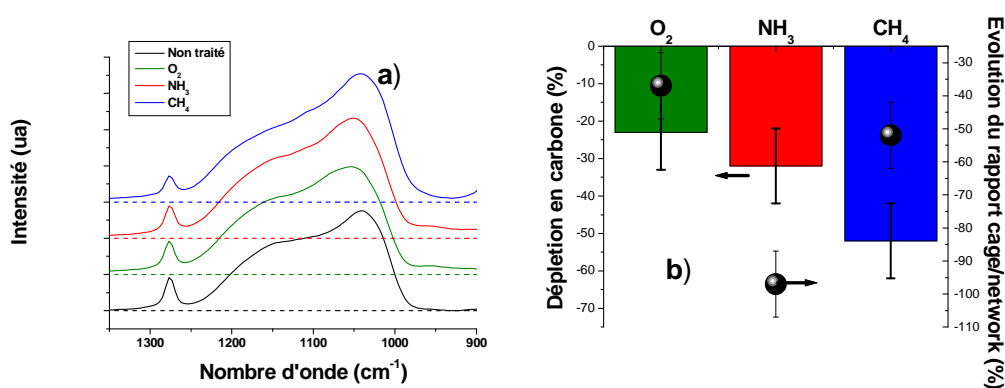 Non traité
O2
NH3
CH4
a)
Intensité (ua)
1300 1200 1100 1000 900
Nombre d'onde (cm-1)
O2 NH3 CH4
0
-10
-20
-30
-40
-50
-60
-70
Dépletion en carbone (%)
b)
-30
-40
-50
-60
-70
-80
-90
-100
-110
Evolution du rapport cage/network (%)